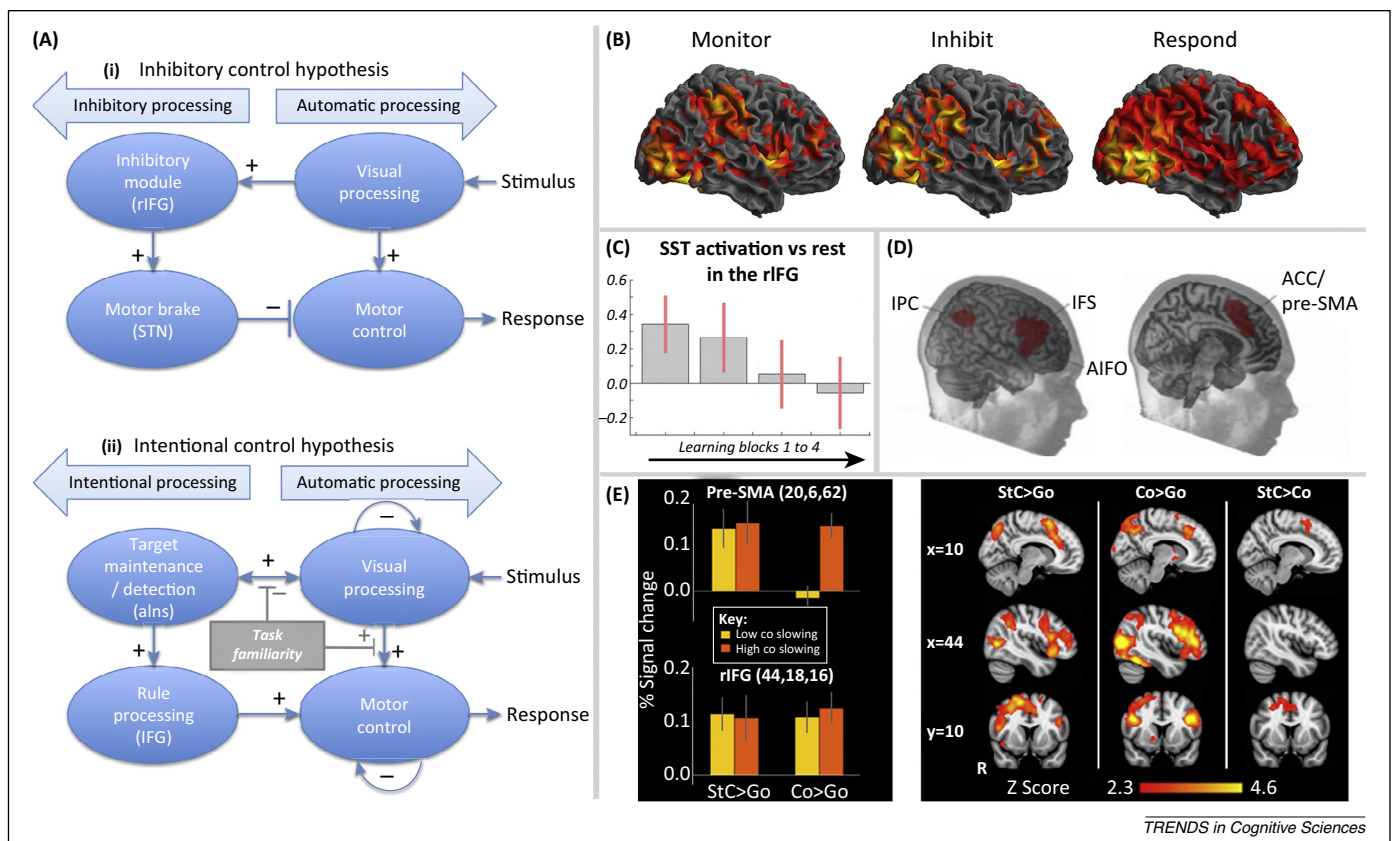 (A)
(i) Inhibitory control hypothesis
Inhibitory processing
Automatic processing
Inhibitory
module
(rIFG)
+
Visual
processing
Stimulus
+
+
Motor brake
(STN)
–
Motor
control
Response
(ii) Intentional control hypothesis
Intentional processing
Automatic processing
–
Target
maintenance
/ detection
(aIns)
+
–
Visual
processing
Stimulus
Task
familiarity
+
+
+
Rule
processing
(IFG)
+
Motor
control
Response
–
(B)
Monitor
Inhibit
Respond
(C)
SST activation vs rest
in the rIFG
0.6
0.4
0.2
0.0
–0.2
Learning blocks 1 to 4
(D)
IPC
IFS
AIFO
ACC/
pre-SMA
(E)
% Signal change
0.2
Pre-SMA (20,6,62)
0.1
0.0
Key:
Low co slowing
High co slowing
0.2
rIFG (44,18,16)
0.1
0.0
StC>Go
Co>Go
StC>Go
Co>Go
StC>Co
x=10
x=44
y=10
R
Z Score
2.3
4.6
TRENDS in Cognitive Sciences